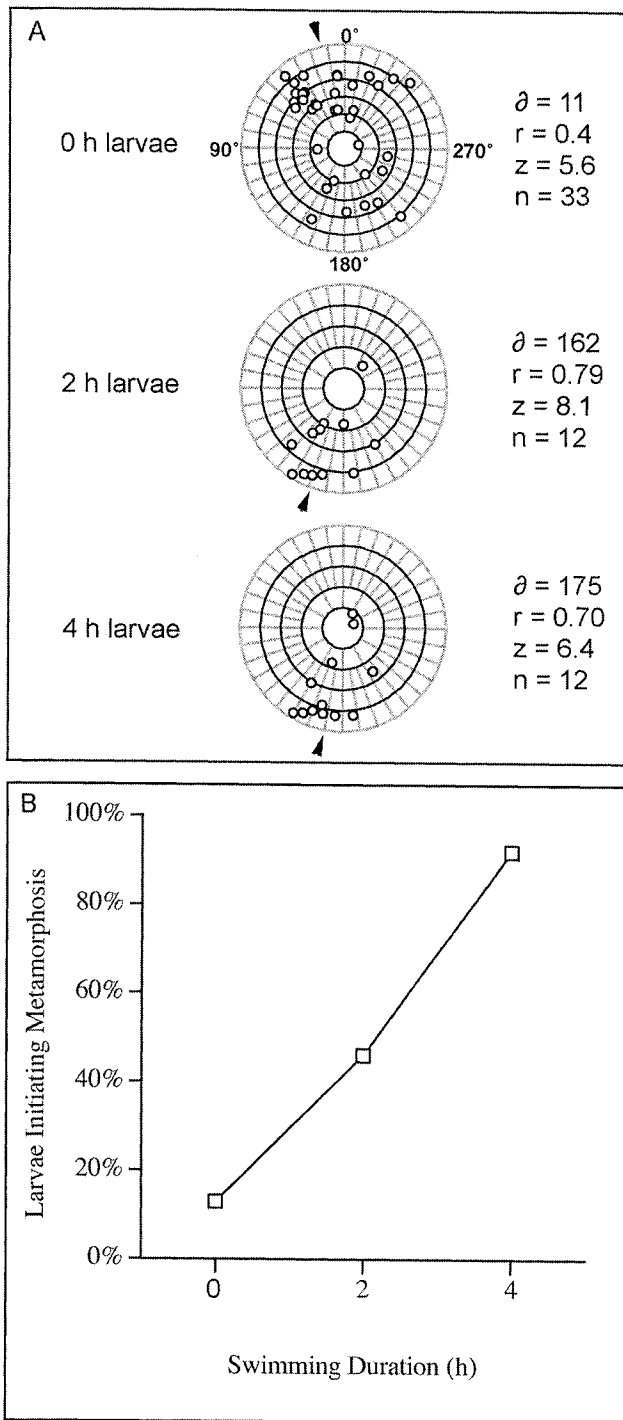 A
0°
0 h larvae
90°
270°
180°
∂ = 11
r = 0.4
z = 5.6
n = 33
2 h larvae
∂ = 162
r = 0.79
z = 8.1
n = 12
4 h larvae
∂ = 175
r = 0.70
z = 6.4
n = 12
B
Larvae Initiating Metamorphosis
100%
80%
60%
40%
20%
0%
0
2
4
Swimming Duration (h)